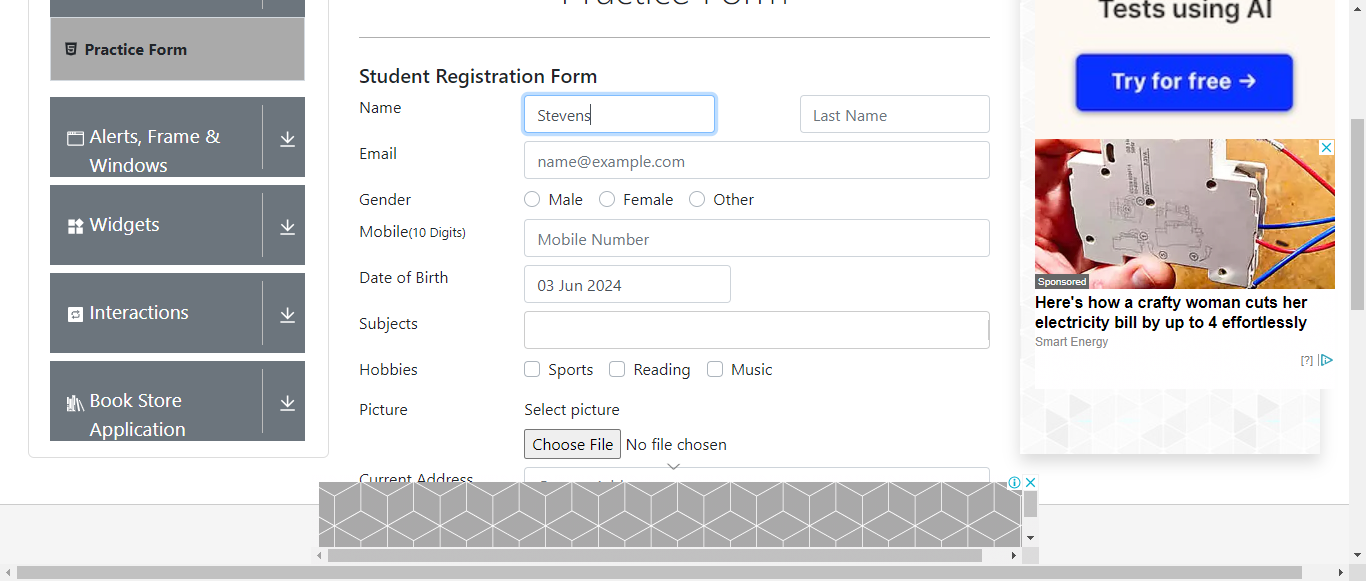 Practice Form
Practice Form
Alerts, Frame &
Windows
Widgets
Interactions
Book Store
Application
Student Registration Form
Name
Stevens
Last Name
Email
name@example.com
Gender
Male
Female
Other
Mobile(10 Digits)
Mobile Number
Date of Birth
03 Jun 2024
Subjects
Hobbies
Sports
Reading
Music
Picture
Select picture
Choose File No file chosen
Current Address
Tests using AI
Try for free →
Sponsored
Here's how a crafty woman cuts her
electricity bill by up to 4 effortlessly
Smart Energy
[?]